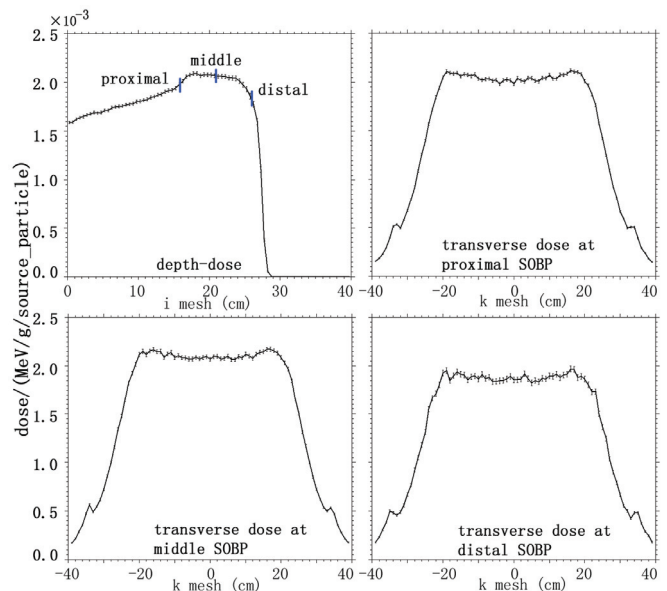 ×10⁻³
2.5
2.0
1.5
1.0
0.5
0.0
proximal
middle
distal
depth-dose
0 10 20 30 40
i mesh (cm)
transverse dose at
proximal SOBP
-40 -20 0 20 40
k mesh (cm)
dose/(MeV/g/source_particle)
2.5
2.0
1.5
1.0
0.5
0.0
transverse dose at
middle SOBP
-40 -20 0 20 40
k mesh (cm)
transverse dose at
distal SOBP
-40 -20 0 20 40
k mesh (cm)